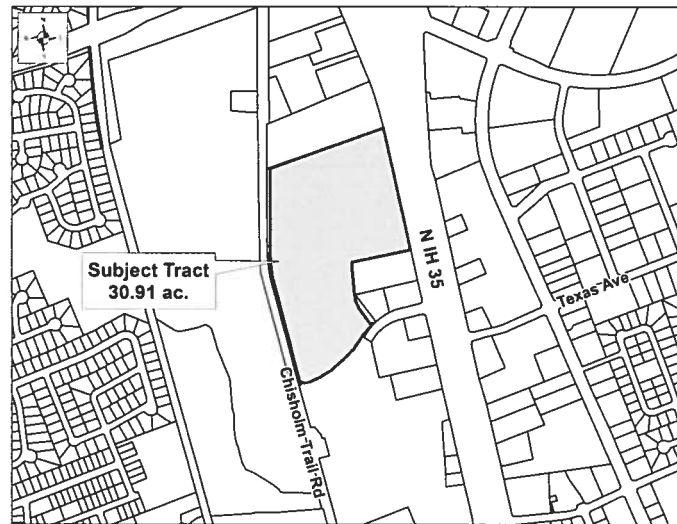 Subject Tract
30.91 ac.
N IH 35
Texas Ave
Chisholm-Trail-Rd